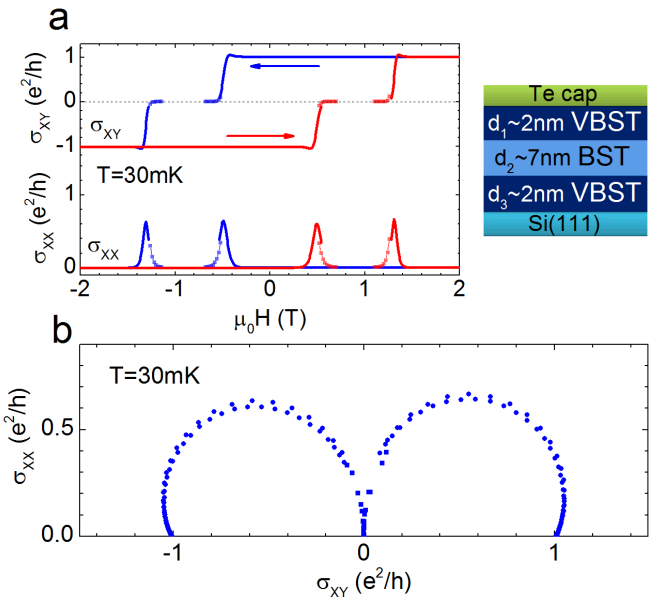 a
1
0
-1
σXY (e²/h)
σXY
T=30mK
1
0
σXX (e²/h)
σXX
-2 -1 0 1 2
μ₀H (T)
Te cap
d₁~2nm VBST
d₂~7nm BST
d₃~2nm VBST
Si(111)
b
T=30mK
0.5
0.0
σXX (e²/h)
-1 0 1
σXY (e²/h)